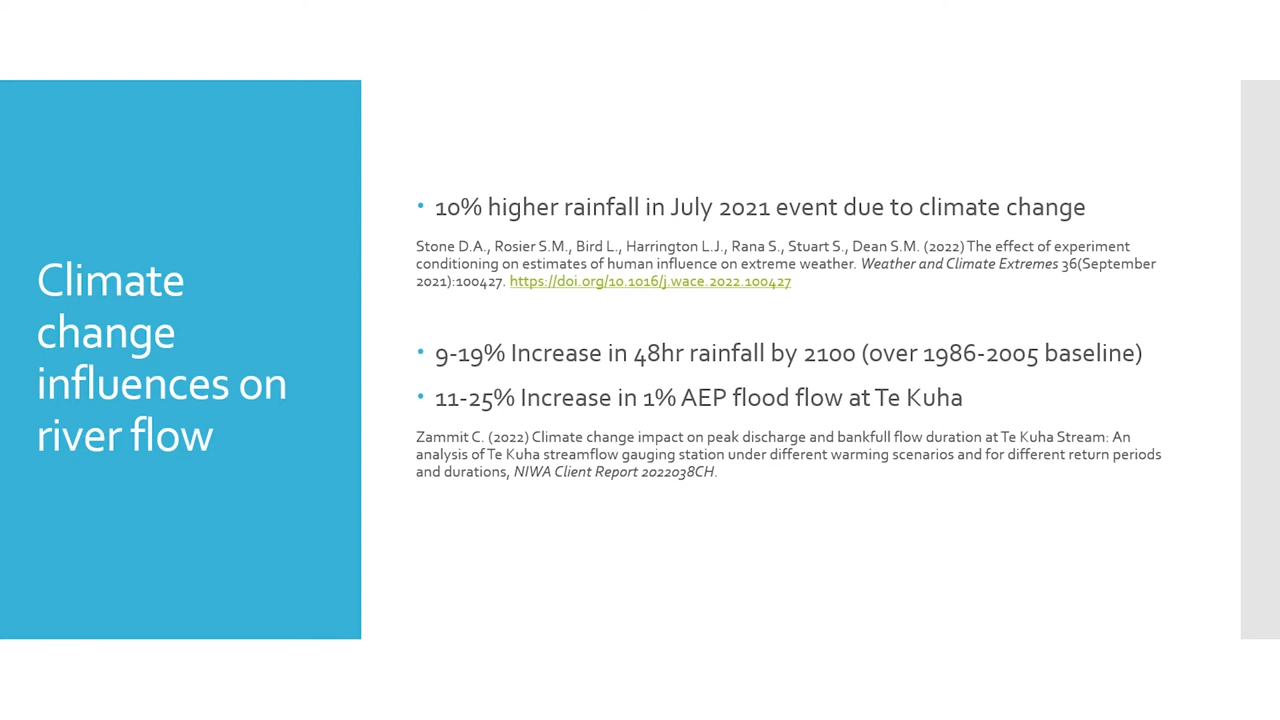 Climate
change
influences on
river flow
• 10% higher rainfall in July 2021 event due to climate change
Stone D.A., Rosier S.M., Bird L., Harrington L.J., Rana S., Stuart S., Dean S.M. (2022) The effect of experiment
conditioning on estimates of human influence on extreme weather. Weather and Climate Extremes 36(September
2021):100427. https://doi.org/10.1016/j.wace.2022.100427
• 9-19% Increase in 48hr rainfall by 2100 (over 1986-2005 baseline)
• 11-25% Increase in 1% AEP flood flow at Te Kuha
Zammit C. (2022) Climate change impact on peak discharge and bankfull flow duration at Te Kuha Stream: An
analysis of Te Kuha streamflow gauging station under different warming scenarios and for different return periods
and durations, NIWA Client Report 2022038CH.